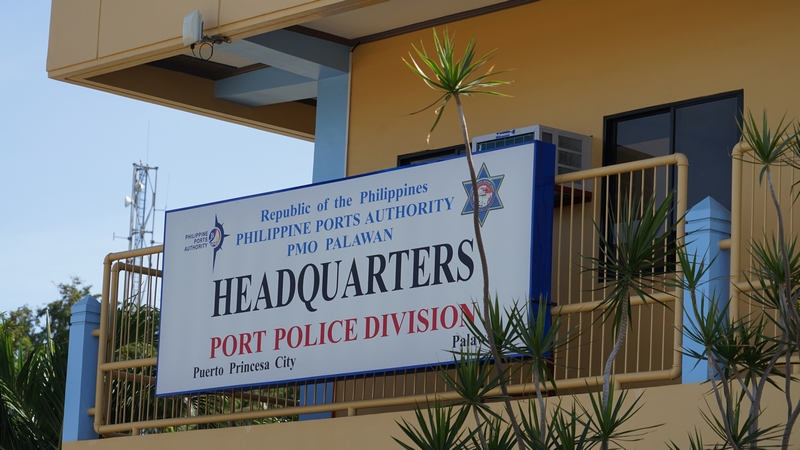 Republic of the Philippines
PHILIPPINE PORTS AUTHORITY
PMO PALAWAN
PHILIPPINE
PORTS
AUTHORITY
HEADQUARTERS
PORT POLICE DIVISION
Puerto Princesa City